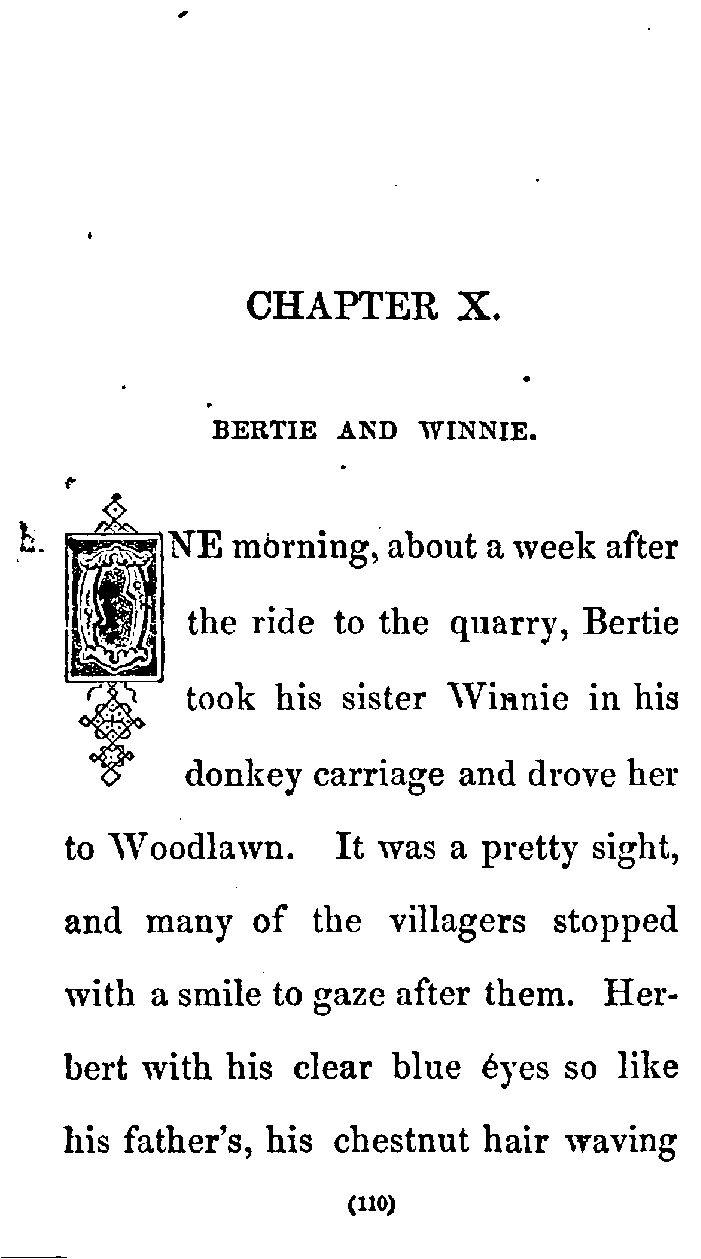 CHAPTER X.
BERTIE AND WINNIE.
ONE morning, about a week after
the ride to the quarry, Bertie
took his sister Winnie in his
donkey carriage and drove her
to Woodlawn. It was a pretty sight,
and many of the villagers stopped
with a smile to gaze after them. Her-
bert with his clear blue eyes so like
his father's, his chestnut hair waving
(110)